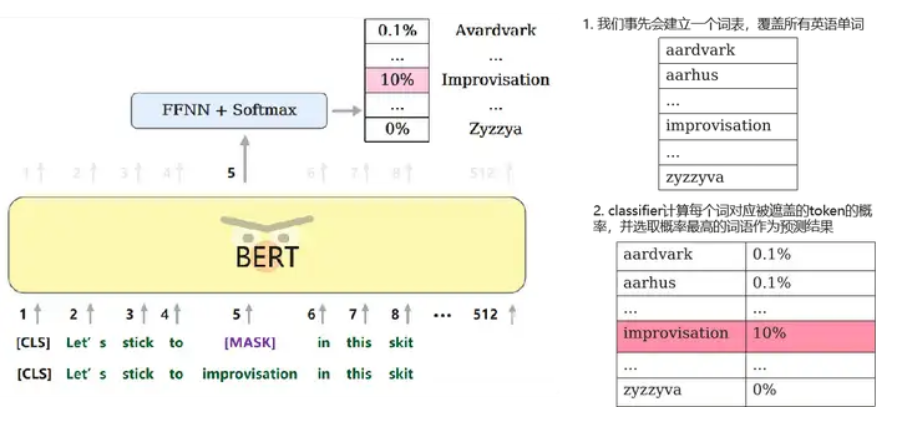 0.1% Avardvark
... ...
10% Improvisation
... ...
0% Zyzzya
FFNN + Softmax
1 2 3 4 5 6 7 8 512
BERT
1 2 3 4 5 6 7 8 ... 512
[CLS] Let's stick to [MASK] in this skit
[CLS] Let's stick to improvisation in this skit
1. 我们事先会建立一个词表，覆盖所有英语单词
aardvark
aarhus
...
improvisation
...
zyzzyva
2. classifier计算每个词对应被遮盖的token的概
率，并选取概率最高的词语作为预测结果
aardvark 0.1%
aarhus 0.1%
... ...
improvisation 10%
... ...
zyzzyva 0%